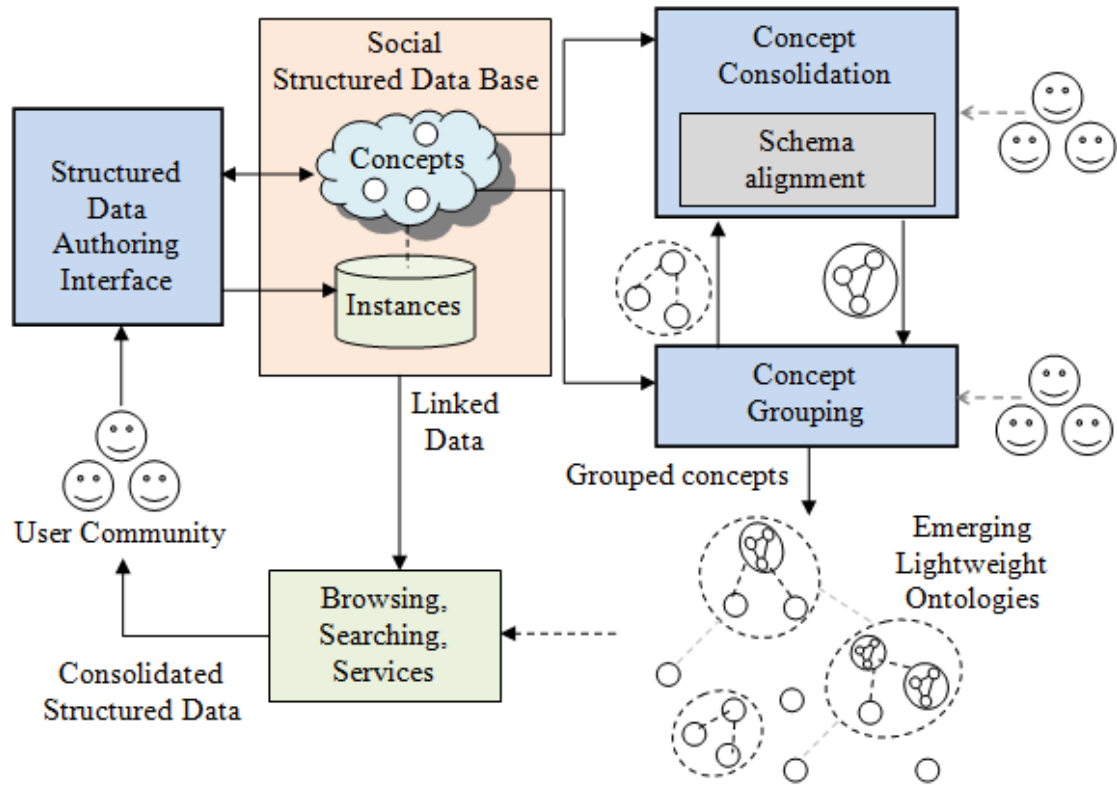 Social
Structured Data Base
Concepts
Instances
Structured
Data
Authoring
Interface
Concept
Consolidation
Schema
alignment
Concept
Grouping
Linked
Data
Grouped concepts
User Community
Browsing,
Searching,
Services
Consolidated
Structured Data
Emerging
Lightweight
Ontologies